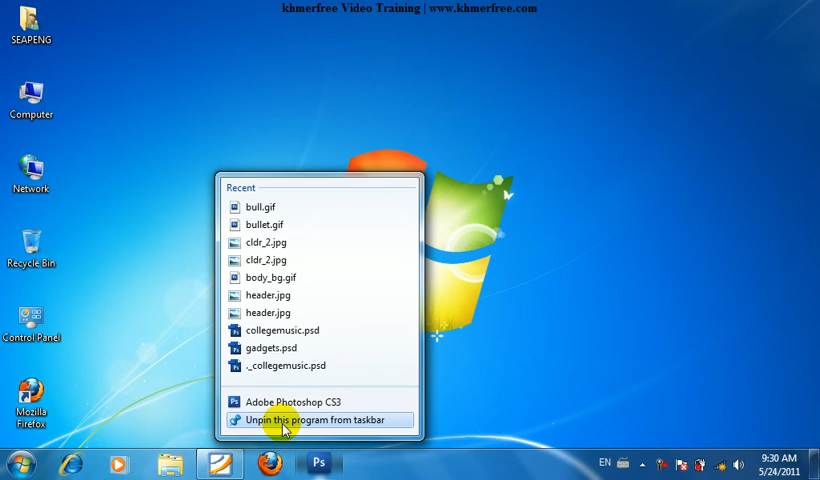 khmerfree Video Training | www.khmerfree.com
SEAPENG
Computer
Network
Recycle Bin
Control Panel
Mozilla
Firefox
Recent
bull.gif
bullet.gif
cldr_2.jpg
cldr_2.jpg
body_bg.gif
header.jpg
header.jpg
collegemusic.psd
gadgets.psd
._collegemusic.psd
Ps Adobe Photoshop CS3
Unpin this program from taskbar
Ps
EN
9:30 AM
5/24/2011